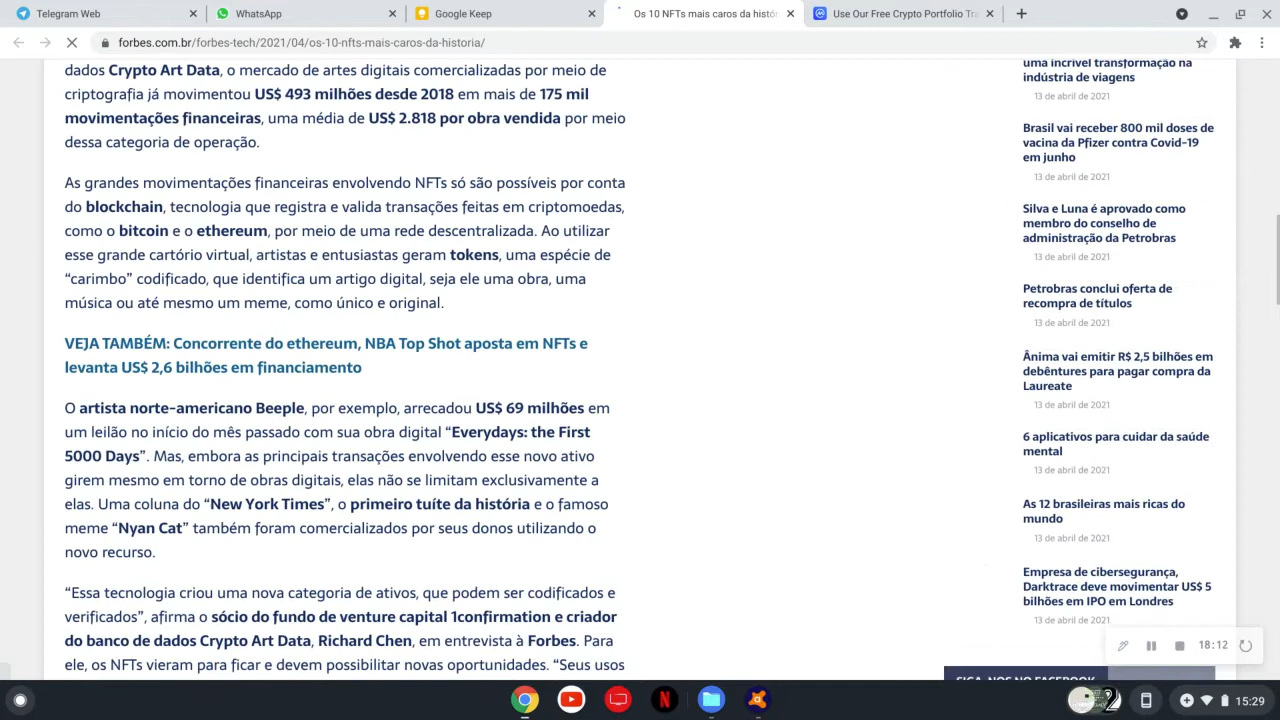 Telegram Web
WhatsApp
Google Keep
Os 10 NFTs mais caros da histór
Use Our Free Crypto Portfolio Tra
forbes.com.br/forbes-tech/2021/04/os-10-nfts-mais-caros-da-historia/
dados Crypto Art Data, o mercado de artes digitais comercializadas por meio de
criptografia já movimentou US$ 493 milhões desde 2018 em mais de 175 mil
movimentações financeiras, uma média de US$ 2.818 por obra vendida por meio
dessa categoria de operação.
As grandes movimentações financeiras envolvendo NFTs só são possíveis por conta
do blockchain, tecnologia que registra e valida transações feitas em criptomoedas,
como o bitcoin e o ethereum, por meio de uma rede descentralizada. Ao utilizar
esse grande cartório virtual, artistas e entusiastas geram tokens, uma espécie de
“carimbo” codificado, que identifica um artigo digital, seja ele uma obra, uma
música ou até mesmo um meme, como único e original.
VEJA TAMBÉM: Concorrente do ethereum, NBA Top Shot aposta em NFTs e
levanta US$ 2,6 bilhões em financiamento
O artista norte-americano Beeple, por exemplo, arrecadou US$ 69 milhões em
um leilão no início do mês passado com sua obra digital “Everydays: the First
5000 Days”. Mas, embora as principais transações envolvendo esse novo ativo
girem mesmo em torno de obras digitais, elas não se limitam exclusivamente a
elas. Uma coluna do “New York Times”, o primeiro tuíte da história e o famoso
meme “Nyan Cat” também foram comercializados por seus donos utilizando o
novo recurso.
“Essa tecnologia criou uma nova categoria de ativos, que podem ser codificados e
verificados”, afirma o sócio do fundo de venture capital 1confirmation e criador
do banco de dados Crypto Art Data, Richard Chen, em entrevista à Forbes. Para
ele, os NFTs vieram para ficar e devem possibilitar novas oportunidades. “Seus usos
uma incrível transformação na
indústria de viagens
13 de abril de 2021
Brasil vai receber 800 mil doses de
vacina da Pfizer contra Covid-19
em junho
13 de abril de 2021
Silva e Luna é aprovado como
membro do conselho de
administração da Petrobras
13 de abril de 2021
Petrobras conclui oferta de
recompra de títulos
13 de abril de 2021
Ânima vai emitir R$ 2,5 bilhões em
debêntures para pagar compra da
Laureate
13 de abril de 2021
6 aplicativos para cuidar da saúde
mental
13 de abril de 2021
As 12 brasileiras mais ricas do
mundo
13 de abril de 2021
Empresa de cibersegurança,
Darktrace deve movimentar US$ 5
bilhões em IPO em Londres
13 de abril de 2021
18:12
SIGA-NOS NO FACEBOOK
N
2
15:29